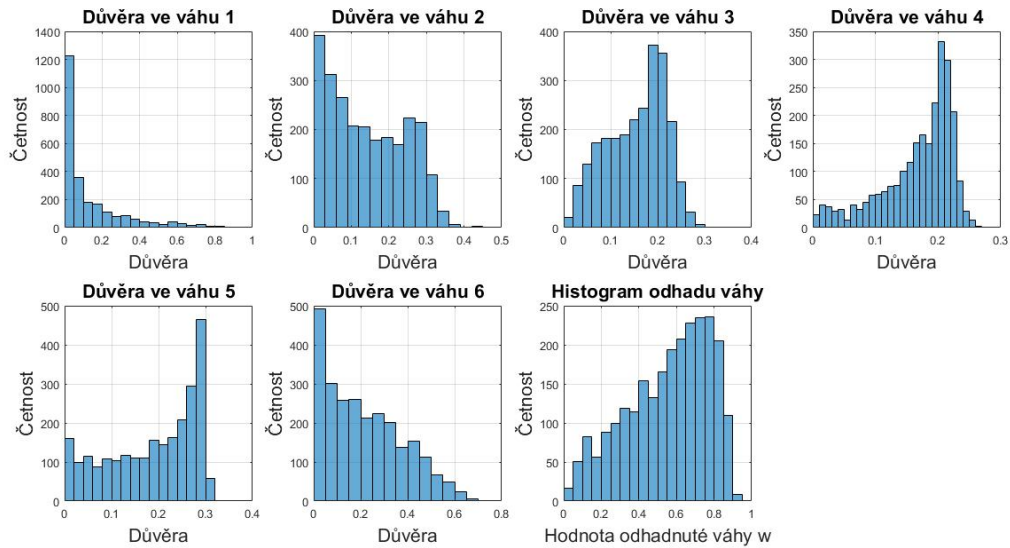 Důvěra ve váhu 1
1400
1200
1000
800
600
400
200
0
Četnost
0 0.2 0.4 0.6 0.8 1
Důvěra
Důvěra ve váhu 2
400
300
200
100
0
Četnost
0 0.1 0.2 0.3 0.4 0.5
Důvěra
Důvěra ve váhu 3
400
300
200
100
0
Četnost
0 0.1 0.2 0.3 0.4
Důvěra
Důvěra ve váhu 4
350
300
250
200
150
100
50
0
Četnost
0 0.1 0.2 0.3
Důvěra
Důvěra ve váhu 5
500
400
300
200
100
0
Četnost
0 0.1 0.2 0.3 0.4
Důvěra
Důvěra ve váhu 6
500
400
300
200
100
0
Četnost
0 0.2 0.4 0.6 0.8
Důvěra
Histogram odhadu váhy
250
200
150
100
50
0
Četnost
0 0.2 0.4 0.6 0.8 1
Hodnota odhadnuté váhy w